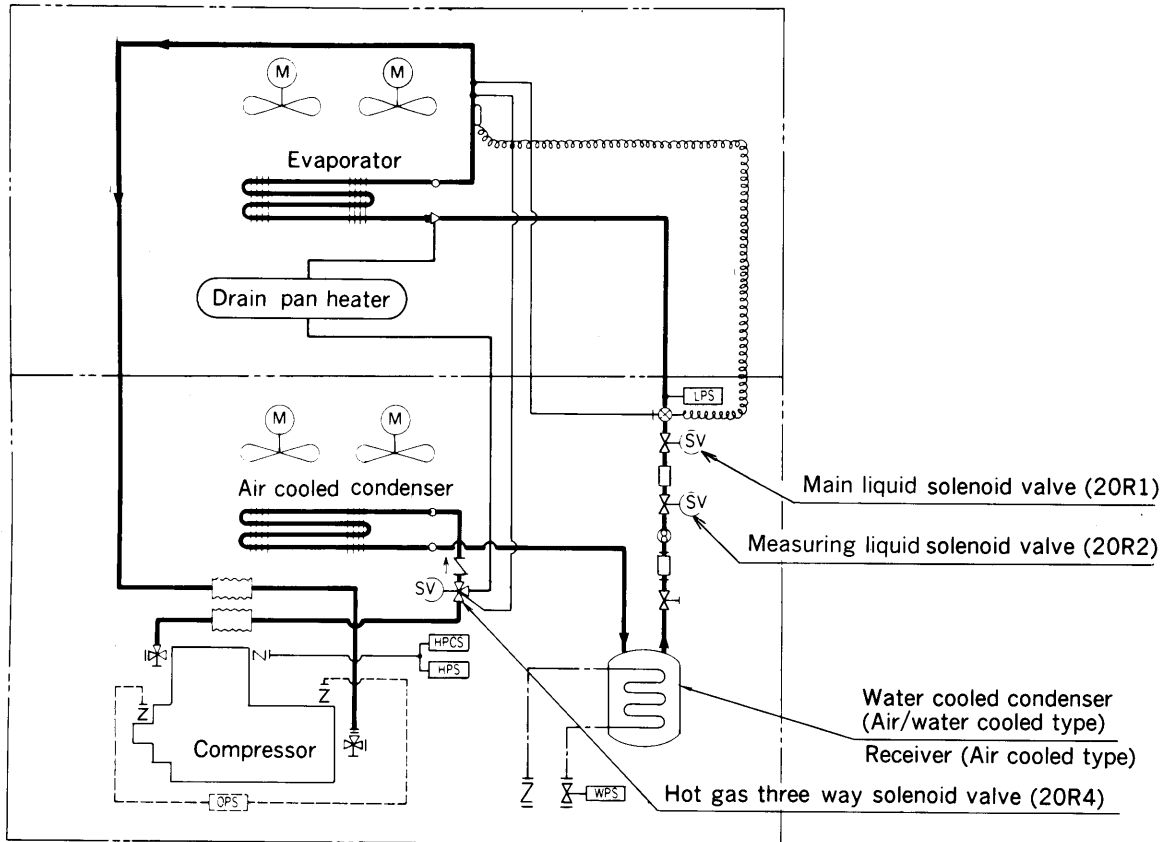 M
M
Evaporator
Drain pan heater
LPS
M
M
SV
Main liquid solenoid valve (20R1)
Air cooled condenser
SV
Measuring liquid solenoid valve (20R2)
SV
HPCS
HPS
Water cooled condenser
(Air/water cooled type)
Compressor
Receiver (Air cooled type)
OPS
WPS
Hot gas three way solenoid valve (20R4)